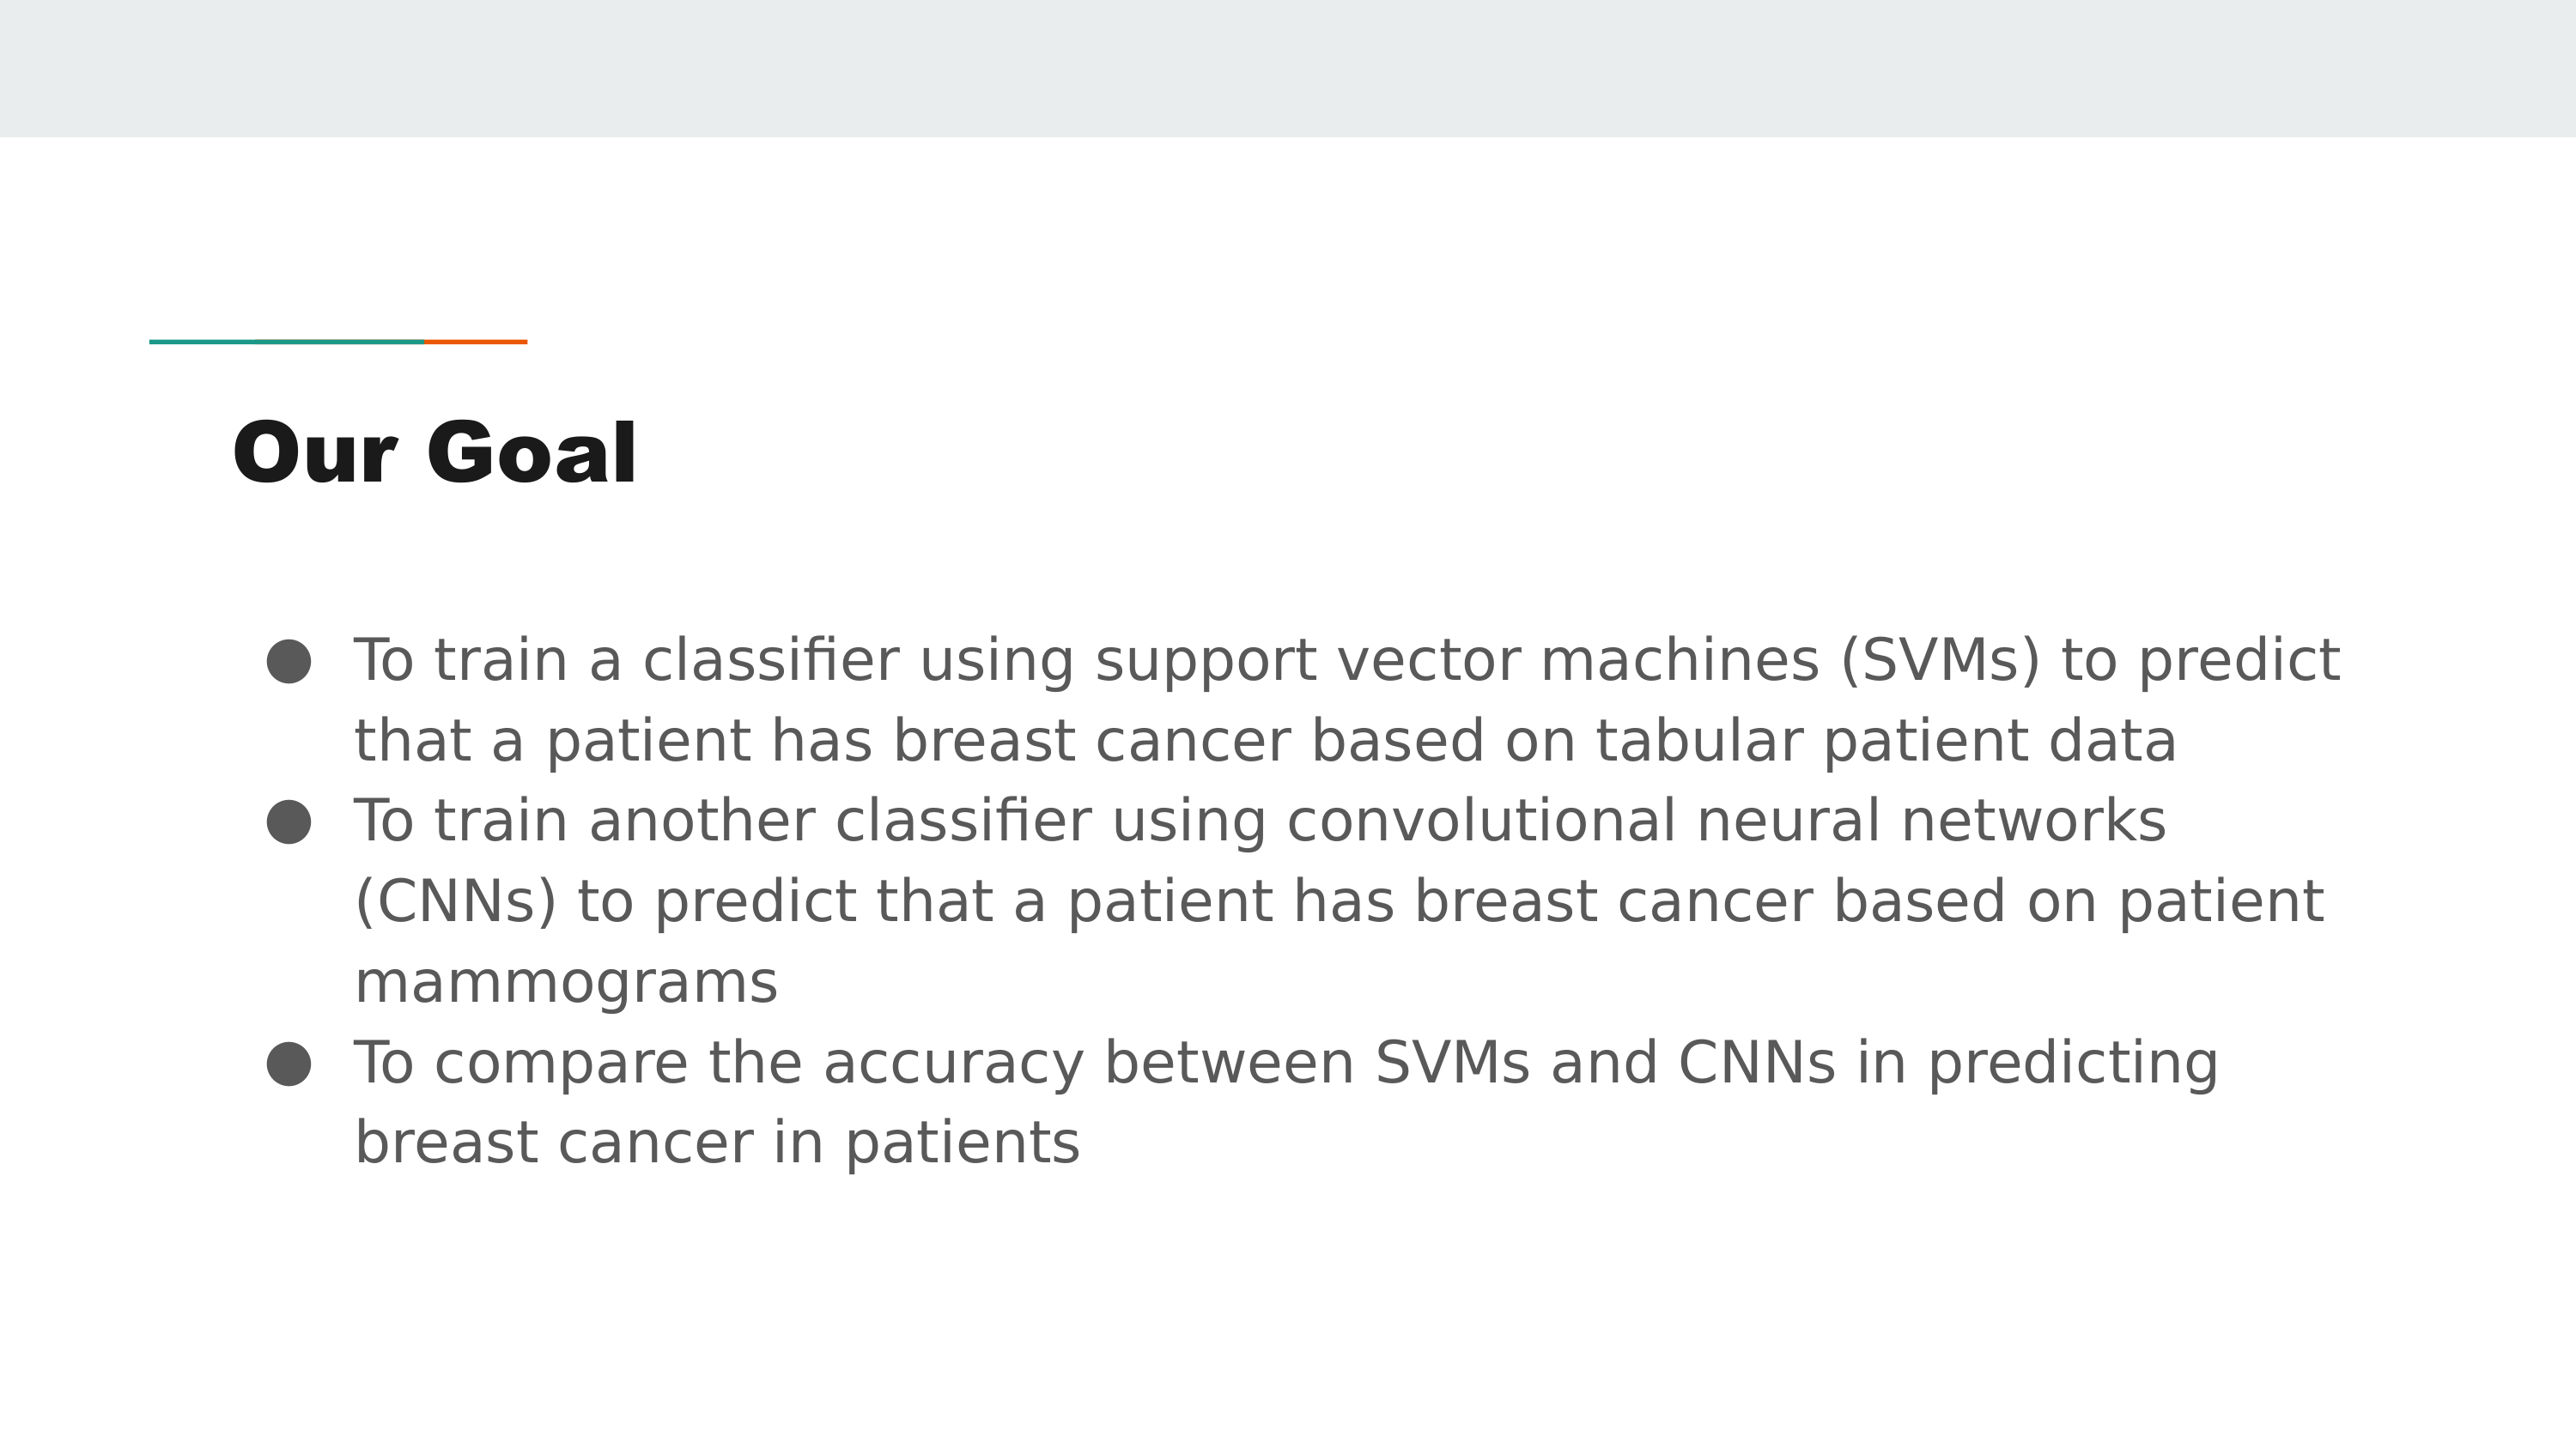 Our Goal
● To train a classifier using support vector machines (SVMs) to predict
that a patient has breast cancer based on tabular patient data
● To train another classifier using convolutional neural networks
(CNNs) to predict that a patient has breast cancer based on patient
mammograms
● To compare the accuracy between SVMs and CNNs in predicting
breast cancer in patients